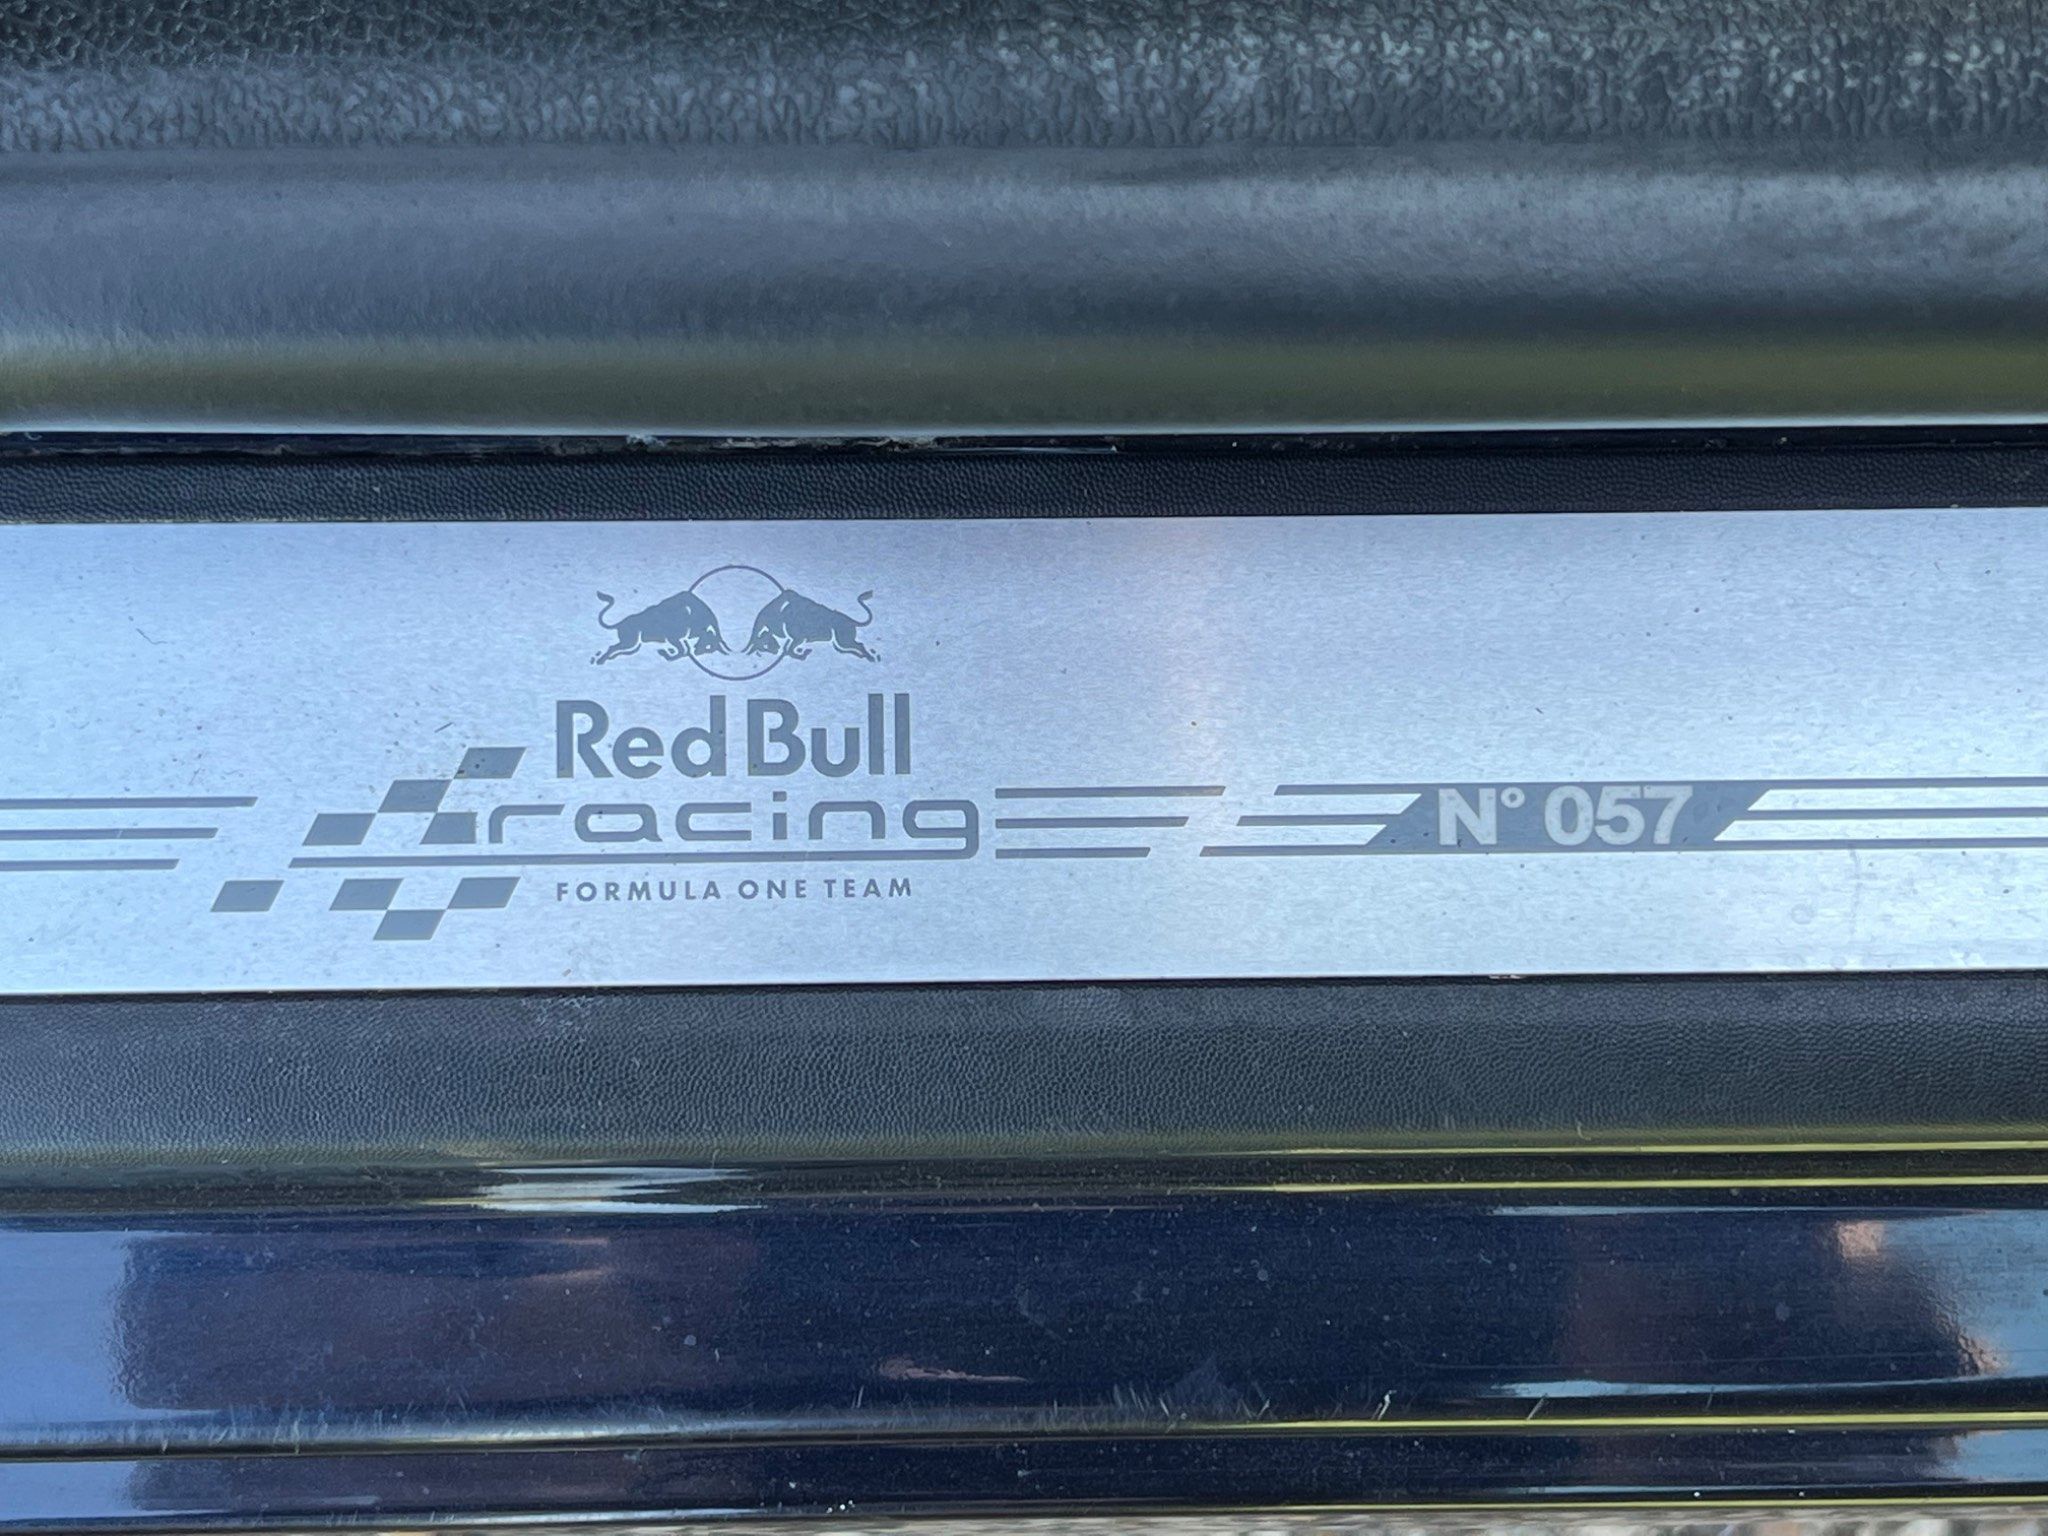 Red Bull
racing
FORMULA ONE TEAM
N° 057